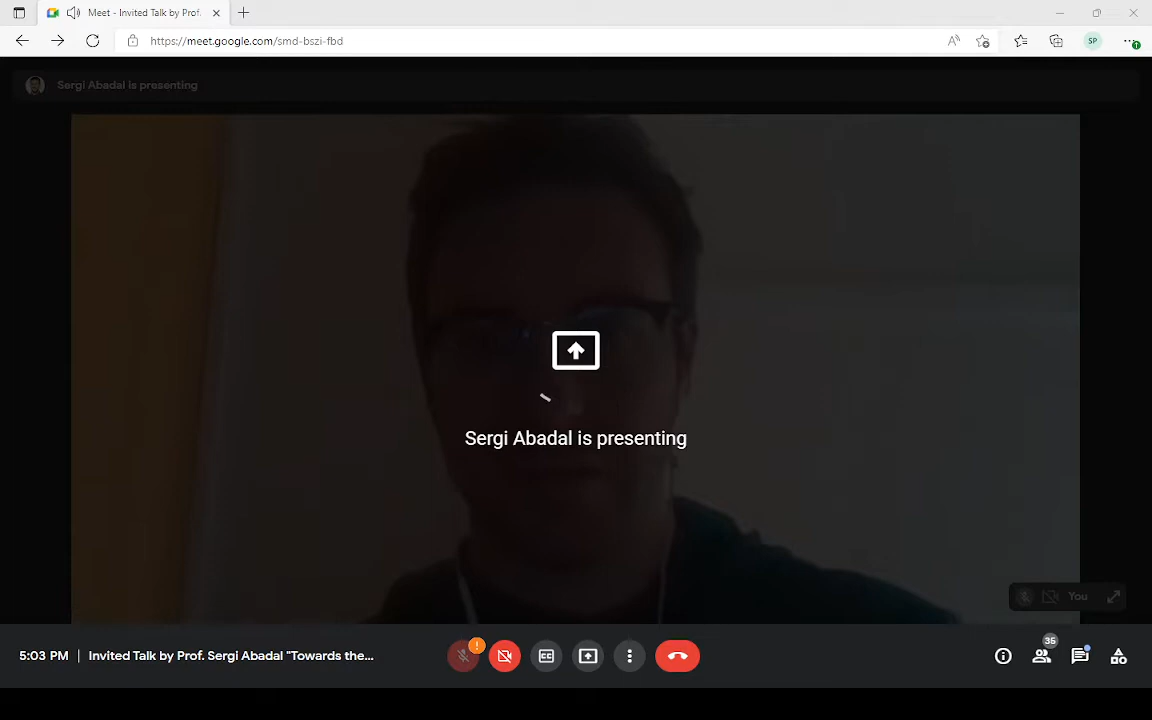 Meet - Invited Talk by Prof.
https://meet.google.com/smd-bszi-fbd
SP
Sergi Abadal is presenting
Sergi Abadal is presenting
You
5:03 PM | Invited Talk by Prof. Sergi Abadal "Towards the...
CC
35